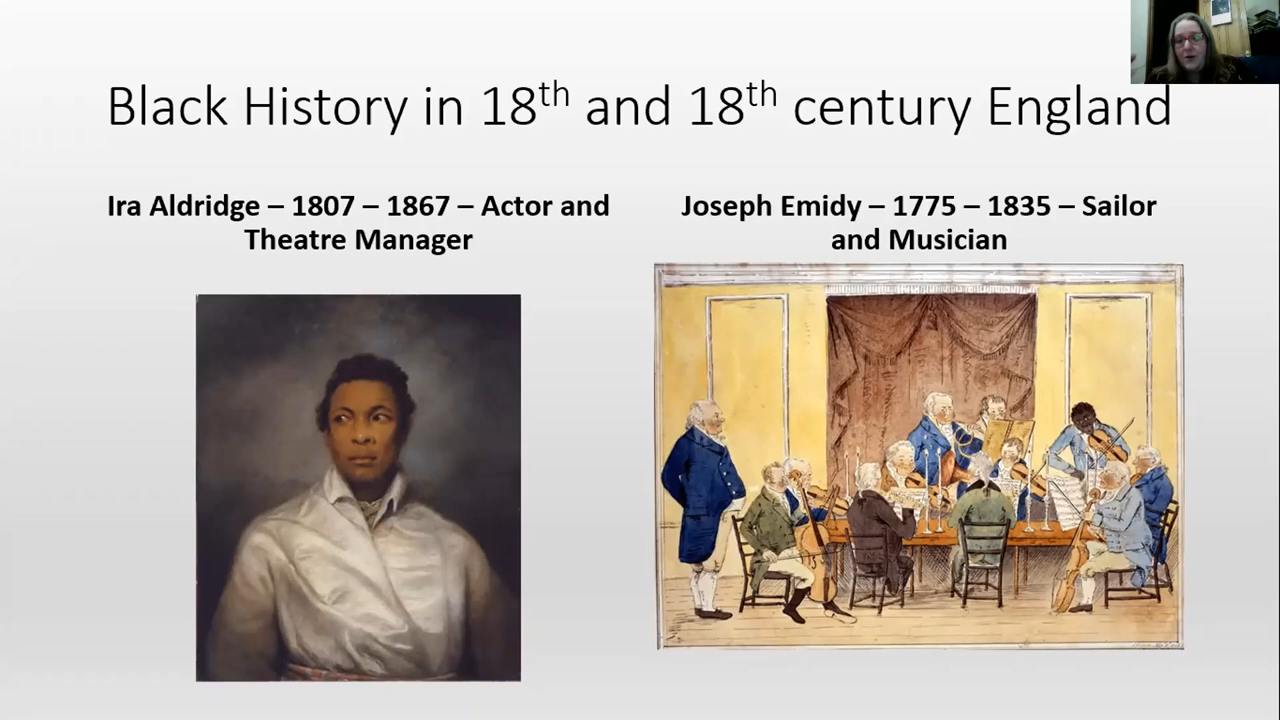 Black History in 18th and 18th century England
Ira Aldridge – 1807 – 1867 – Actor and
Theatre Manager
Joseph Emidy – 1775 – 1835 – Sailor
and Musician